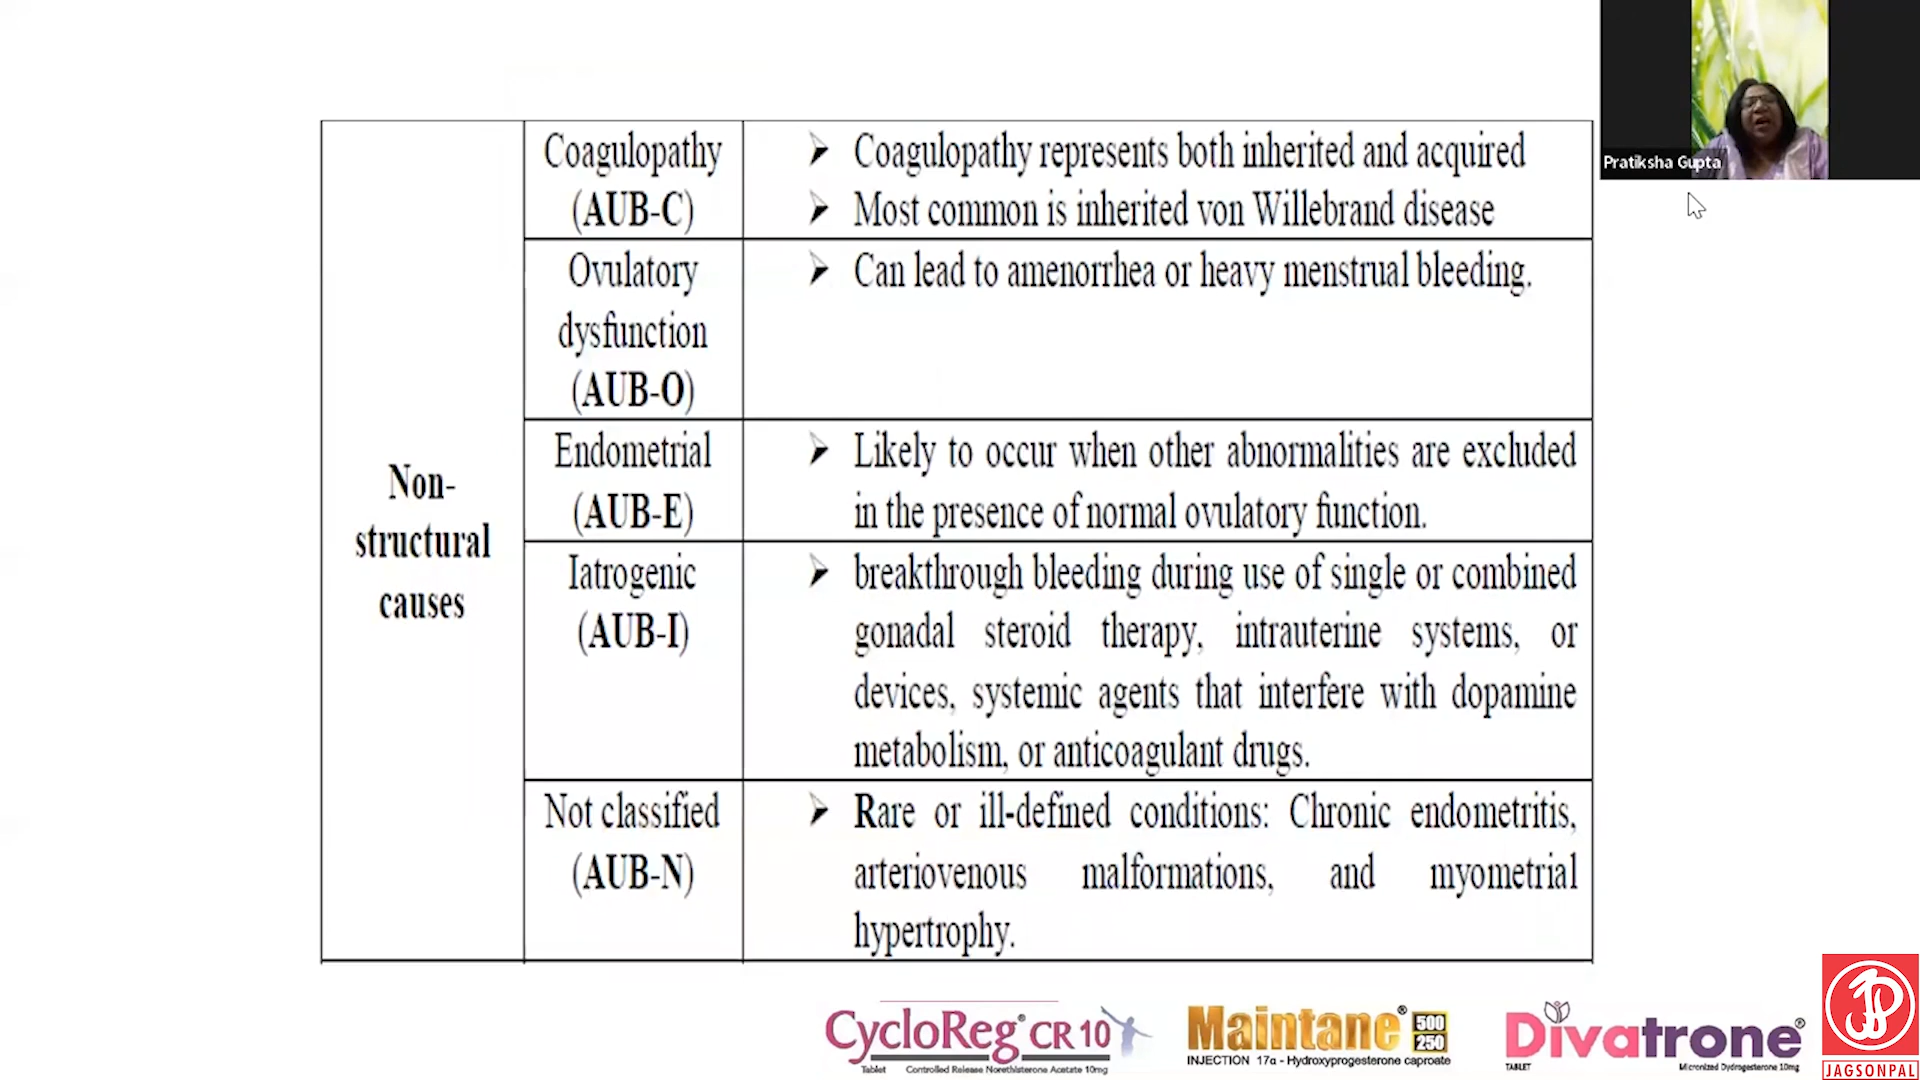 Pratiksha Gupta
Non-
structural
causes
Coagulopathy
(AUB-C)
➢ Coagulopathy represents both inherited and acquired
➢ Most common is inherited von Willebrand disease
Ovulatory
dysfunction
(AUB-O)
➢ Can lead to amenorrhea or heavy menstrual bleeding.
Endometrial
(AUB-E)
➢ Likely to occur when other abnormalities are excluded
in the presence of normal ovulatory function.
Iatrogenic
(AUB-I)
➢ breakthrough bleeding during use of single or combined
gonadal steroid therapy, intrauterine systems, or
devices, systemic agents that interfere with dopamine
metabolism, or anticoagulant drugs.
Not classified
(AUB-N)
➢ Rare or ill-defined conditions: Chronic endometritis,
arteriovenous malformations, and myometrial
hypertrophy.
CycloReg® CR 10
Tablet Controlled Release Norethisterone Acetate 10mg
Maintane® 500 250
INJECTION 17α - Hydroxyprogesterone caproate
Divatrone®
TABLET Micronized Dydrogesterone 10mg
JAGSONPAL